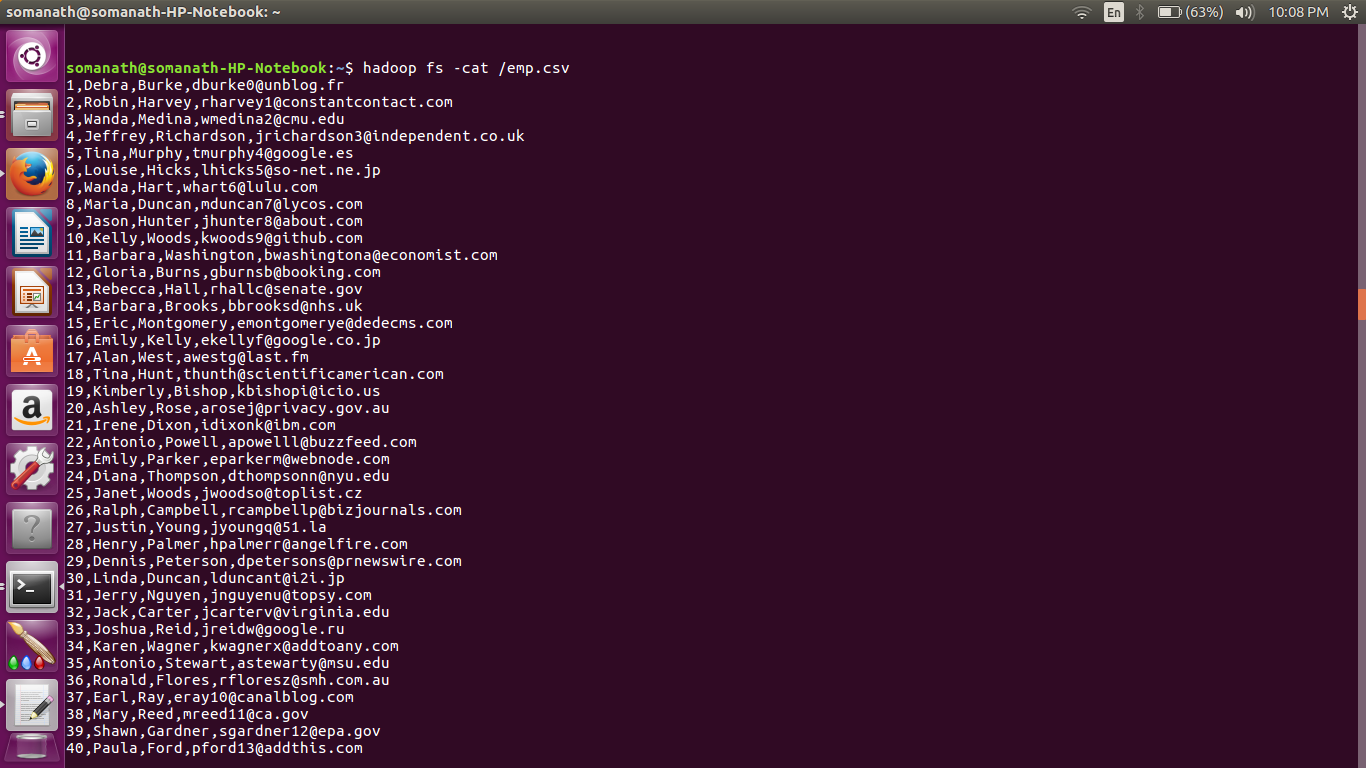 somanath@somanath-HP-Notebook: ~
En
(63%)
10:08 PM
somanath@somanath-HP-Notebook:~$ hadoop fs -cat /emp.csv
1,Debra,Burke,dburke0@unblog.fr
2,Robin,Harvey,rharvey1@constantcontact.com
3,Wanda,Medina,wmedina2@cmu.edu
4,Jeffrey,Richardson,jrichardson3@independent.co.uk
5,Tina,Murphy,tmurphy4@google.es
6,Louise,Hicks,lhicks5@so-net.ne.jp
7,Wanda,Hart,whart6@lulu.com
8,Maria,Duncan,mduncan7@lycos.com
9,Jason,Hunter,jhunter8@about.com
10,Kelly,Woods,kwoods9@github.com
11,Barbara,Washington,bwashingtona@economist.com
12,Gloria,Burns,gburnsb@booking.com
13,Rebecca,Hall,rhallc@senate.gov
14,Barbara,Brooks,bbrooksd@nhs.uk
15,Eric,Montgomery,emontgomerye@dedecms.com
16,Emily,Kelly,ekellyf@google.co.jp
17,Alan,West,awestg@last.fm
18,Tina,Hunt,thunth@scientificamerican.com
19,Kimberly,Bishop,kbishopi@icio.us
20,Ashley,Rose,arosej@privacy.gov.au
21,Irene,Dixon,idixonk@ibm.com
22,Antonio,Powell,apowelll@buzzfeed.com
23,Emily,Parker,eparkerm@webnode.com
24,Diana,Thompson,dthompsonn@nyu.edu
25,Janet,Woods,jwoodso@toplist.cz
26,Ralph,Campbell,rcampbellp@bizjournals.com
27,Justin,Young,jyoungq@51.la
28,Henry,Palmer,hpalmerr@angelfire.com
29,Dennis,Peterson,dpetersons@prnewswire.com
30,Linda,Duncan,lduncant@i2i.jp
31,Jerry,Nguyen,jnguyenu@topsy.com
32,Jack,Carter,jcarterv@virginia.edu
33,Joshua,Reid,jreidw@google.ru
34,Karen,Wagner,kwagnerx@addtoany.com
35,Antonio,Stewart,astewarty@msu.edu
36,Ronald,Flores,rfloresz@smh.com.au
37,Earl,Ray,eray10@canalblog.com
38,Mary,Reed,mreed11@ca.gov
39,Shawn,Gardner,sgardner12@epa.gov
40,Paula,Ford,pford13@addthis.com